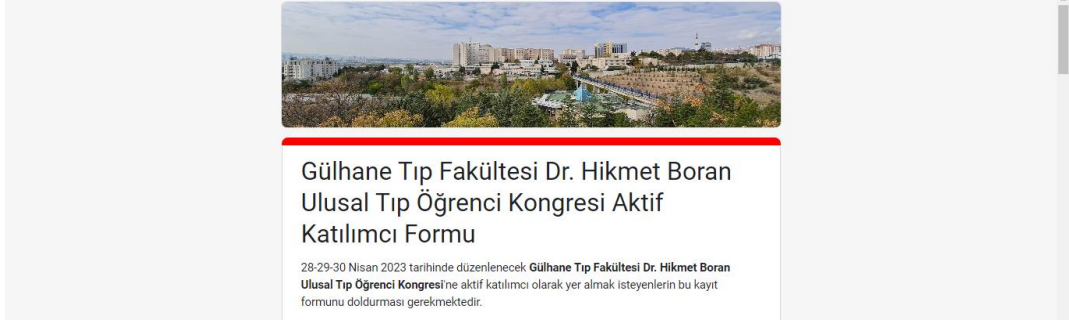 Gülhane Tıp Fakültesi Dr. Hikmet Boran
Ulusal Tıp Öğrenci Kongresi Aktif
Katılımcı Formu
28-29-30 Nisan 2023 tarihinde düzenlenecek Gülhane Tıp Fakültesi Dr. Hikmet Boran
Ulusal Tıp Öğrenci Kongresi'ne aktif katılımcı olarak yer almak isteyenlerin bu kayıt
formunu doldurması gerekmektedir.